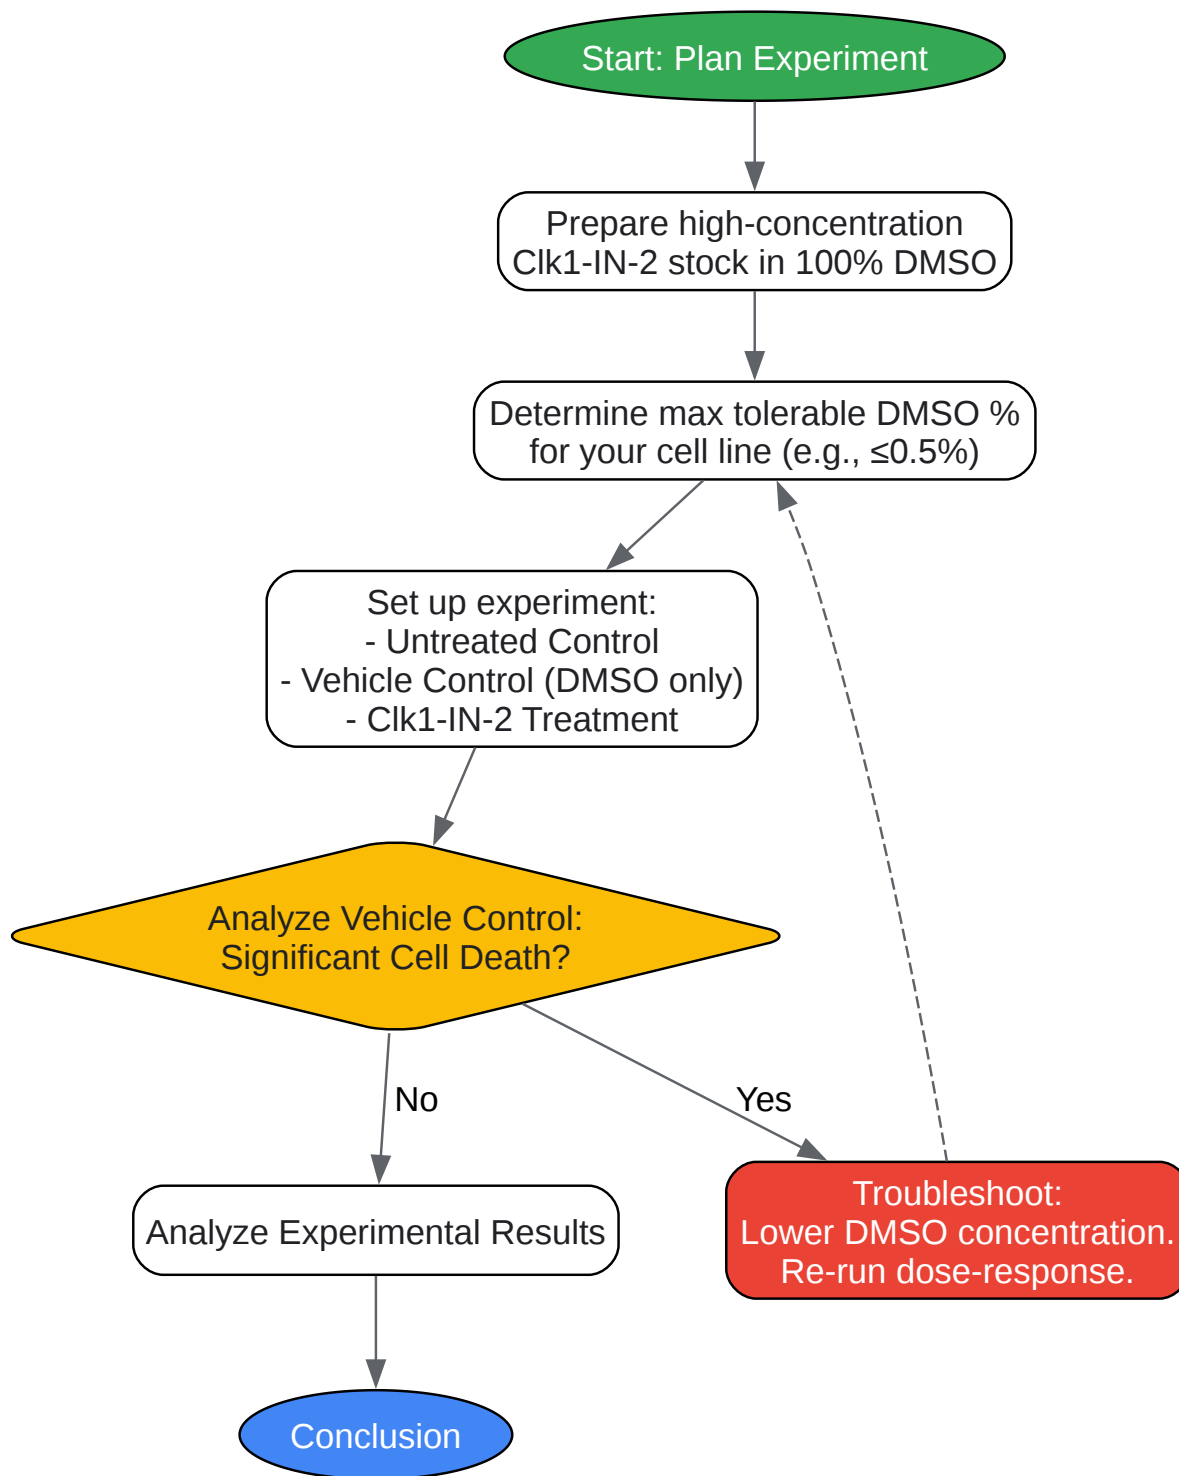 Start: Plan Experiment
Prepare high-concentration
Clk1-IN-2 stock in 100% DMSO
Determine max tolerable DMSO %
for your cell line (e.g., ≤0.5%)
Set up experiment:
- Untreated Control
- Vehicle Control (DMSO only)
- Clk1-IN-2 Treatment
Analyze Vehicle Control:
Significant Cell Death?
No
Yes
Troubleshoot:
Lower DMSO concentration.
Re-run dose-response.
Analyze Experimental Results
Conclusion